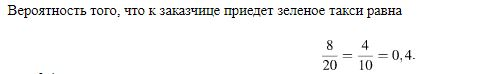 Вероятность того, что к заказчице приедет зеленое такси равна
8/20 = 4/10 = 0,4.